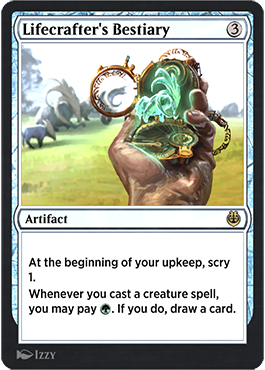 Lifecrafter's Bestiary 3
Artifact
At the beginning of your upkeep, scry
1.
Whenever you cast a creature spell,
you may pay . If you do, draw a card.
Izzy